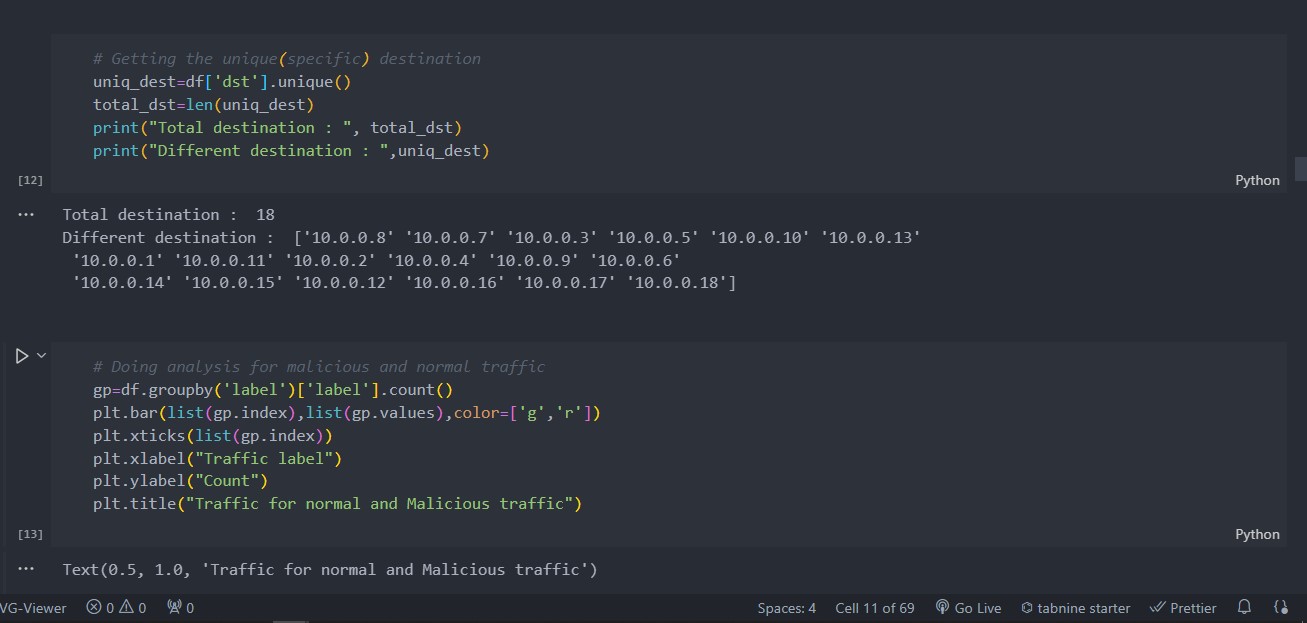 # Getting the unique(specific) destination
uniq_dest=df['dst'].unique()
total_dst=len(uniq_dest)
print("Total destination : ", total_dst)
print("Different destination : ",uniq_dest)
[12]
Python
Total destination :  18
Different destination :  ['10.0.0.8' '10.0.0.7' '10.0.0.3' '10.0.0.5' '10.0.0.10' '10.0.0.13'
'10.0.0.1' '10.0.0.11' '10.0.0.2' '10.0.0.4' '10.0.0.9' '10.0.0.6'
'10.0.0.14' '10.0.0.15' '10.0.0.12' '10.0.0.16' '10.0.0.17' '10.0.0.18']
# Doing analysis for malicious and normal traffic
gp=df.groupby('label')['label'].count()
plt.bar(list(gp.index),list(gp.values),color=['g','r'])
plt.xticks(list(gp.index))
plt.xlabel("Traffic label")
plt.ylabel("Count")
plt.title("Traffic for normal and Malicious traffic")
[13]
Python
Text(0.5, 1.0, 'Traffic for normal and Malicious traffic')
VG-Viewer 0 0 0 Spaces: 4 Cell 11 of 69 Go Live tabnine starter Prettier